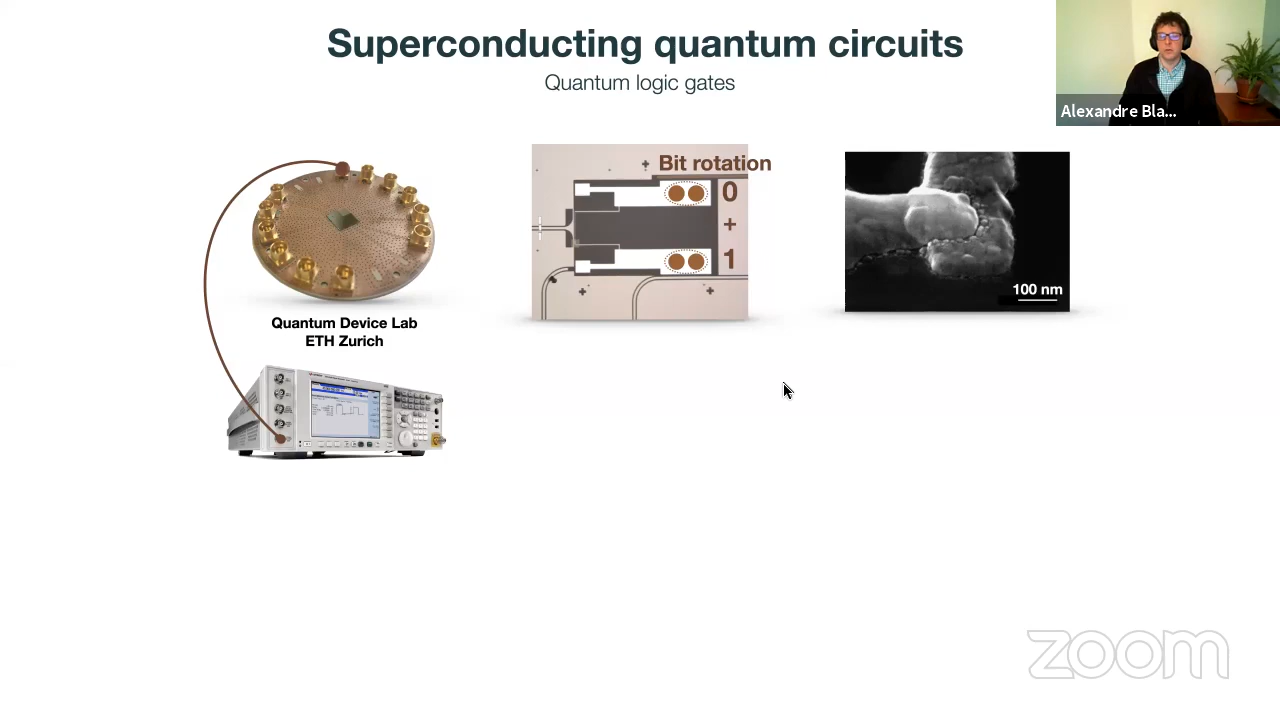 Superconducting quantum circuits
Quantum logic gates
Alexandre Bla...
Bit rotation
0
+
1
100 nm
Quantum Device Lab
ETH Zurich
zoom